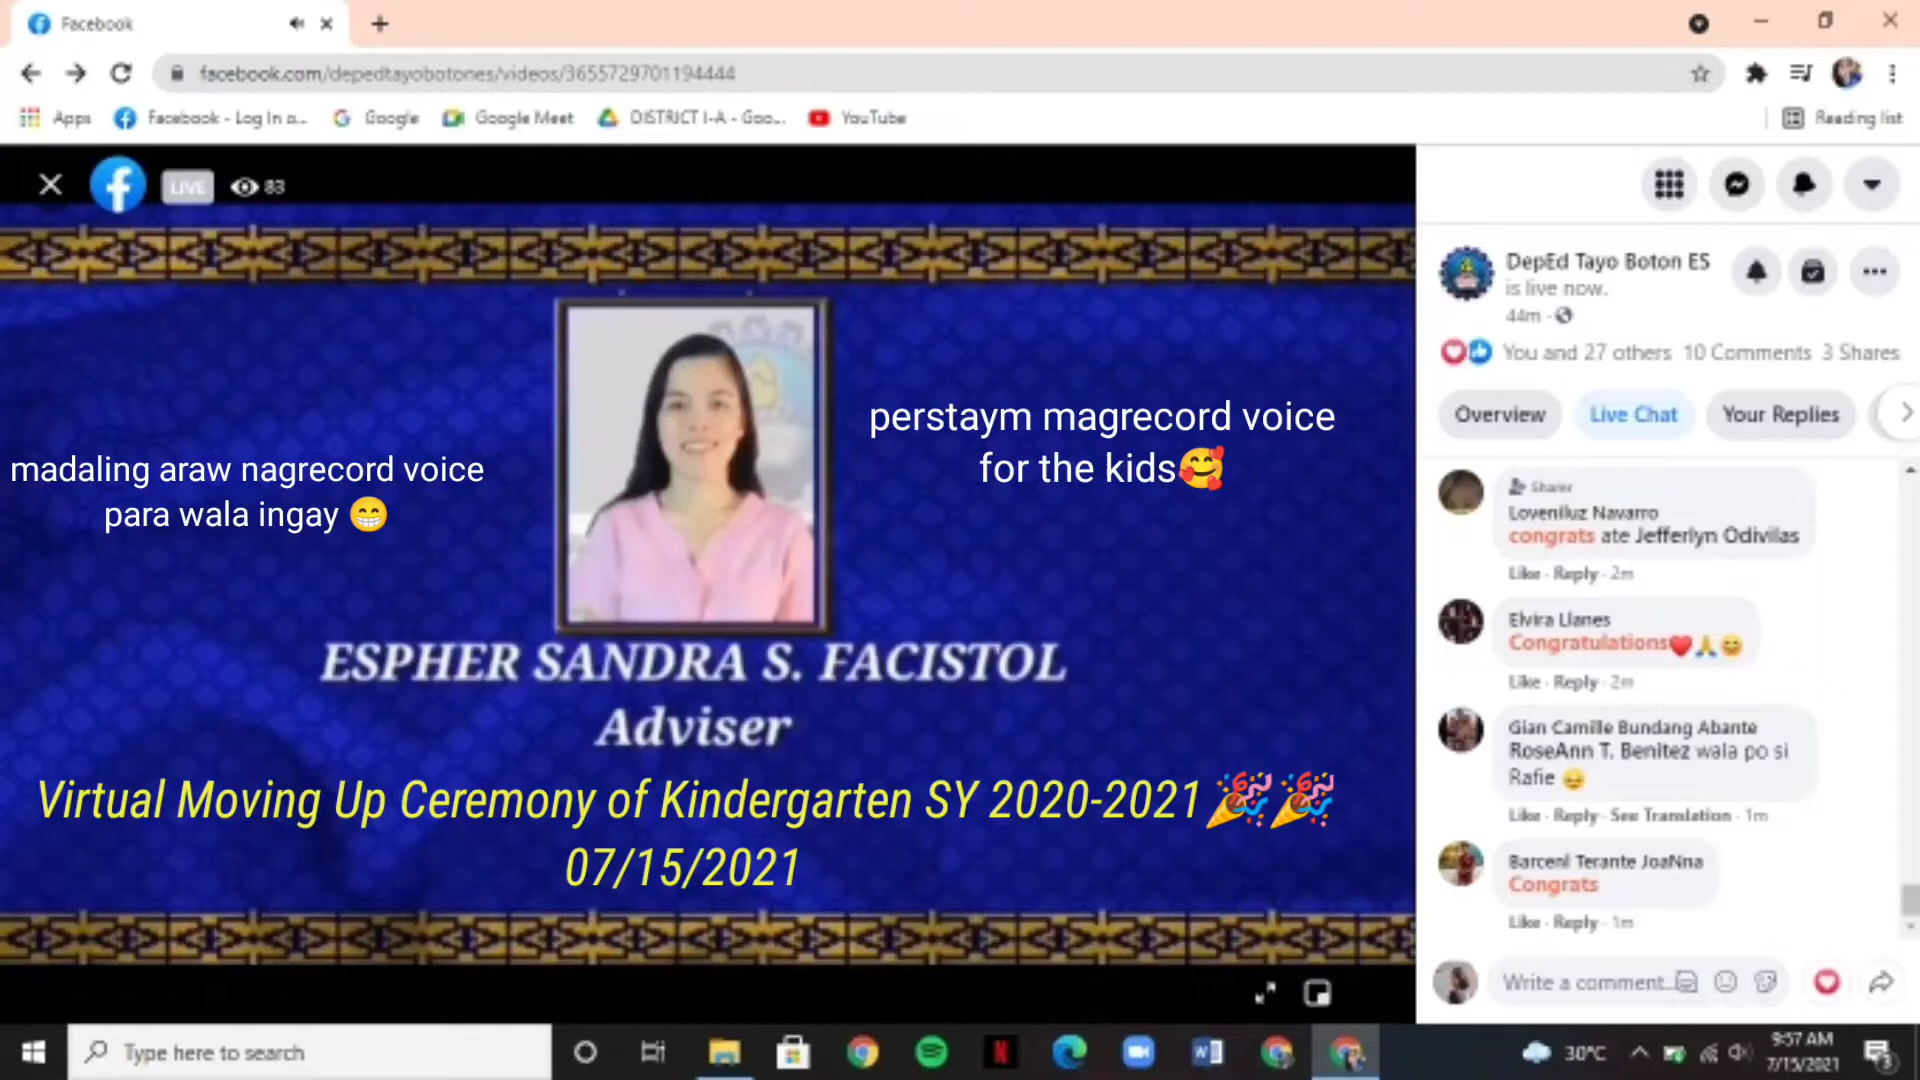 Facebook
facebook.com/depedtayobotones/videos/3655729701194444
Apps
Facebook - Log In o...
Google
Google Meet
DISTRICT I-A - Goo...
YouTube
Reading list
LIVE
83
madaling araw nagrecord voice
para wala ingay 😁
perstaym magrecord voice
for the kids🥰
ESPHER SANDRA S. FACISTOL
Adviser
Virtual Moving Up Ceremony of Kindergarten SY 2020-2021🎉🎉
07/15/2021
DepEd Tayo Boton ES
is live now.
44m ·
You and 27 others 10 Comments 3 Shares
Overview
Live Chat
Your Replies
Sharer
Loveniluz Navarro
congrats ate Jefferlyn Odivilas
Like · Reply · 2m
Elvira Llanes
Congratulations❤️🙏😊
Like · Reply · 2m
Gian Camille Bundang Abante
RoseAnn T. Benitez wala po si
Rafie 😔
Like · Reply · See Translation · 1m
Barcenl Terante JoaNna
Congrats
Like · Reply · 1m
Write a comment...
Type here to search
30°C
9:57 AM
7/15/2021
3